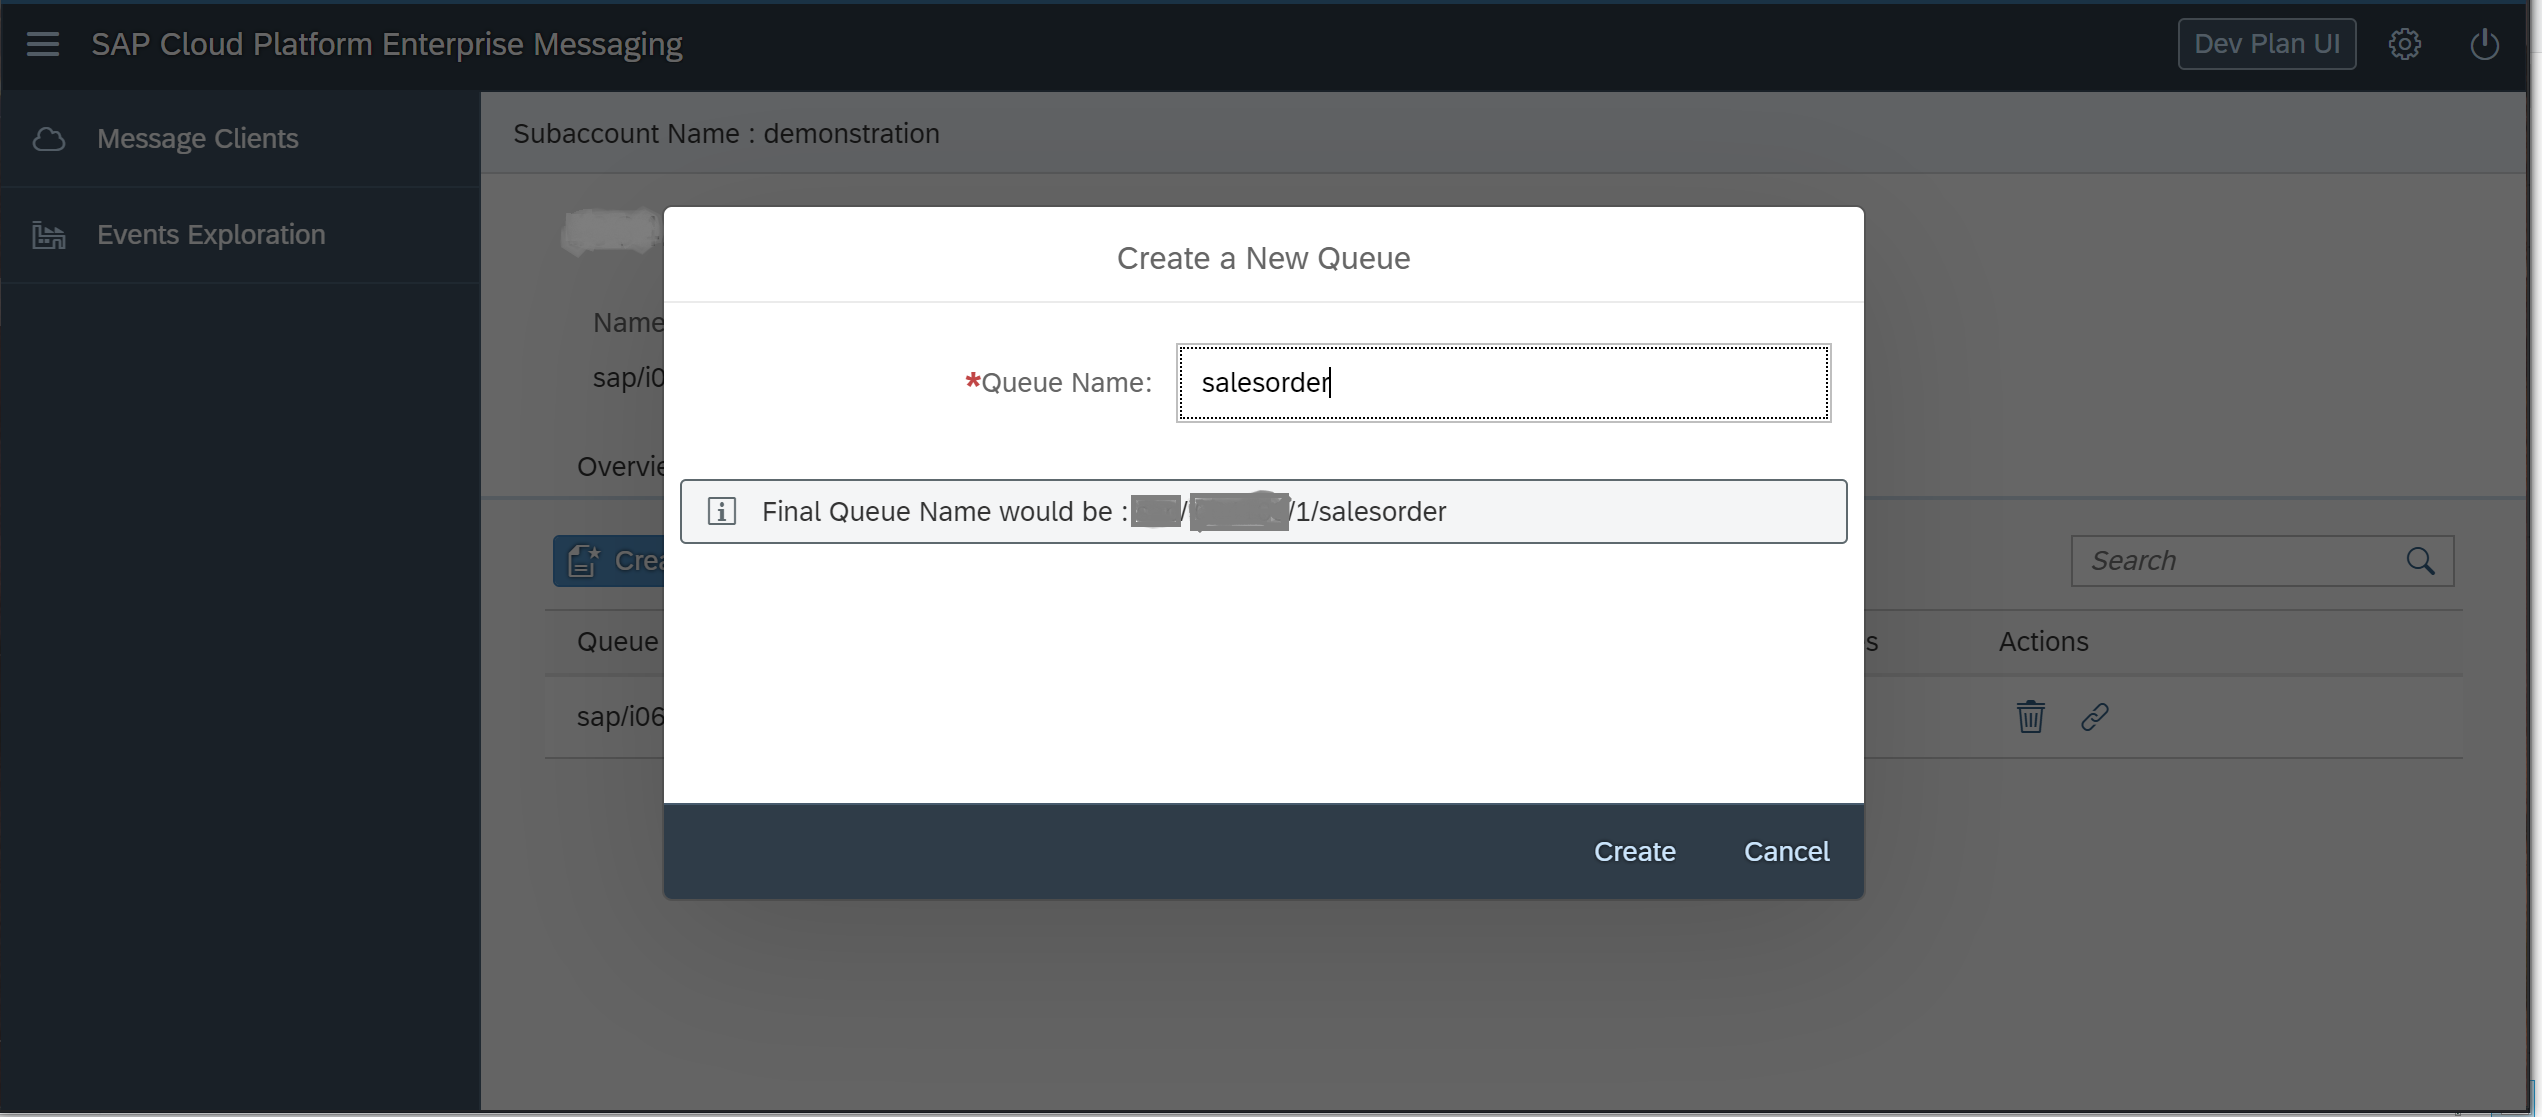 SAP Cloud Platform Enterprise Messaging
Dev Plan UI
Message Clients
Events Exploration
Subaccount Name : demonstration
Create a New Queue
Name
sap/i0
*Queue Name:
salesorder
Overvie
Final Queue Name would be : / /1/salesorder
Crea
Search
Queue
s
Actions
sap/i06
Create
Cancel